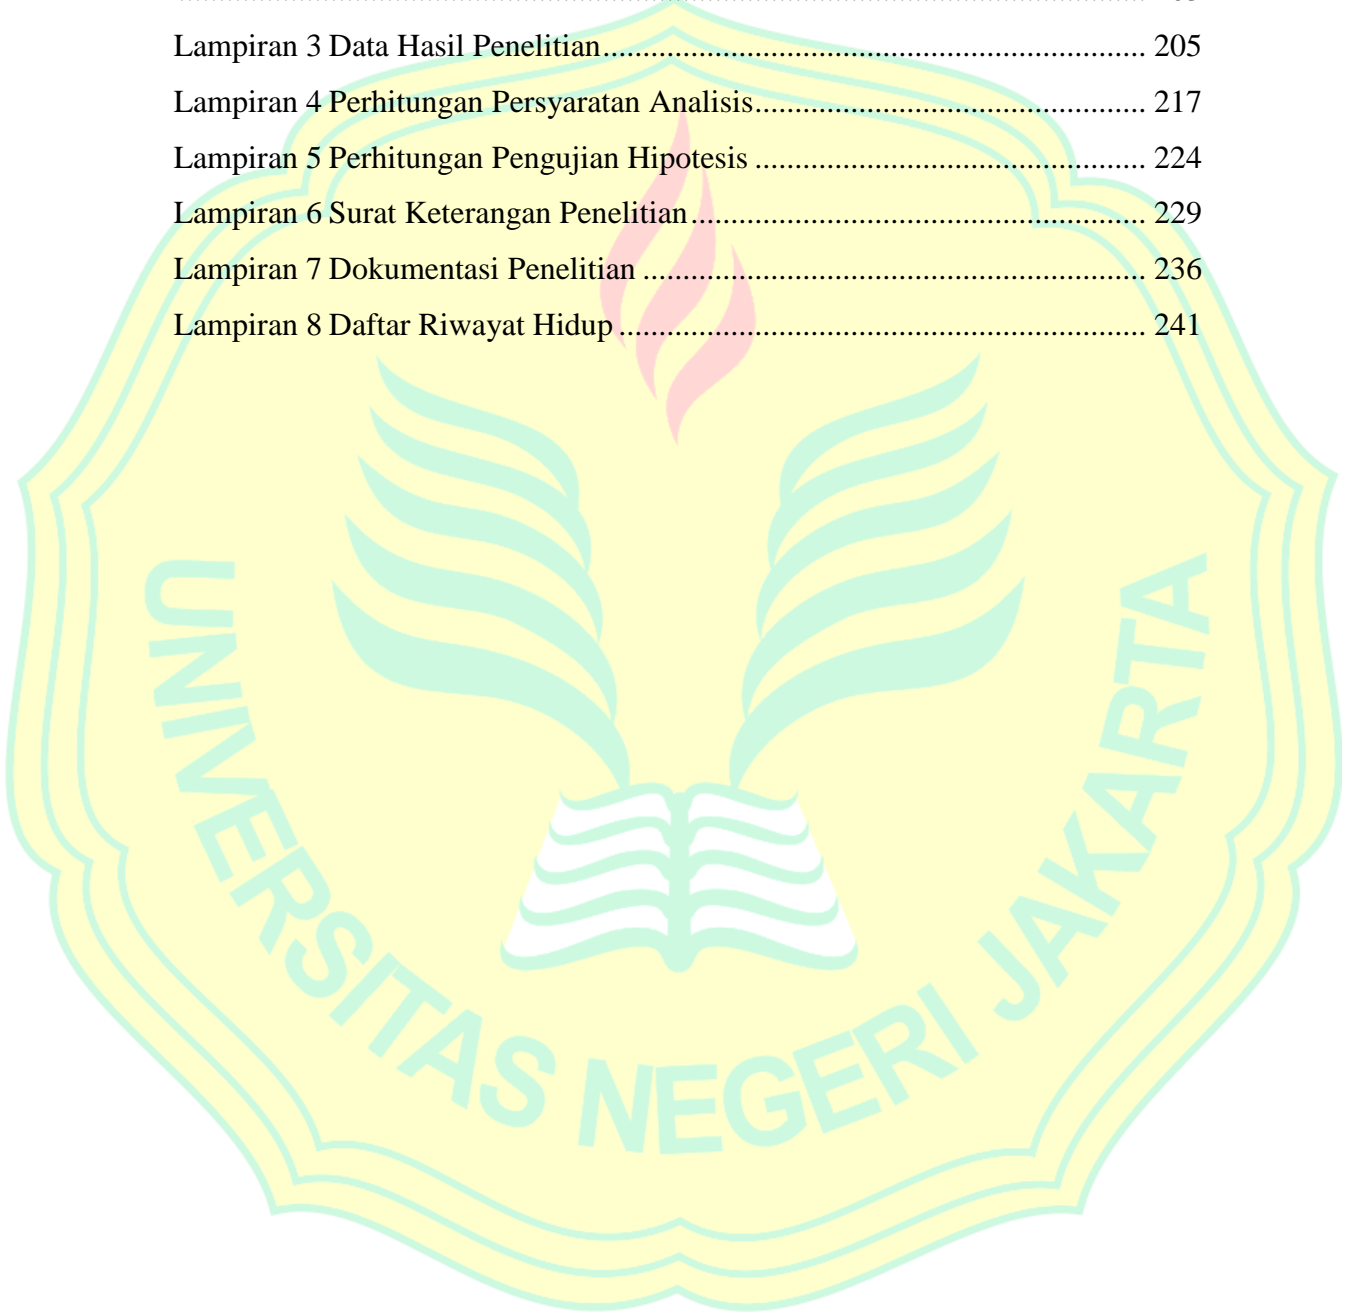 Lampiran 3 Data Hasil Penelitian........................................................................ 205
Lampiran 4 Perhitungan Persyaratan Analisis.................................................... 217
Lampiran 5 Perhitungan Pengujian Hipotesis .................................................... 224
Lampiran 6 Surat Keterangan Penelitian............................................................ 229
Lampiran 7 Dokumentasi Penelitian .................................................................. 236
Lampiran 8 Daftar Riwayat Hidup ..................................................................... 241
UNIVERSITAS NEGERI JAKARTA